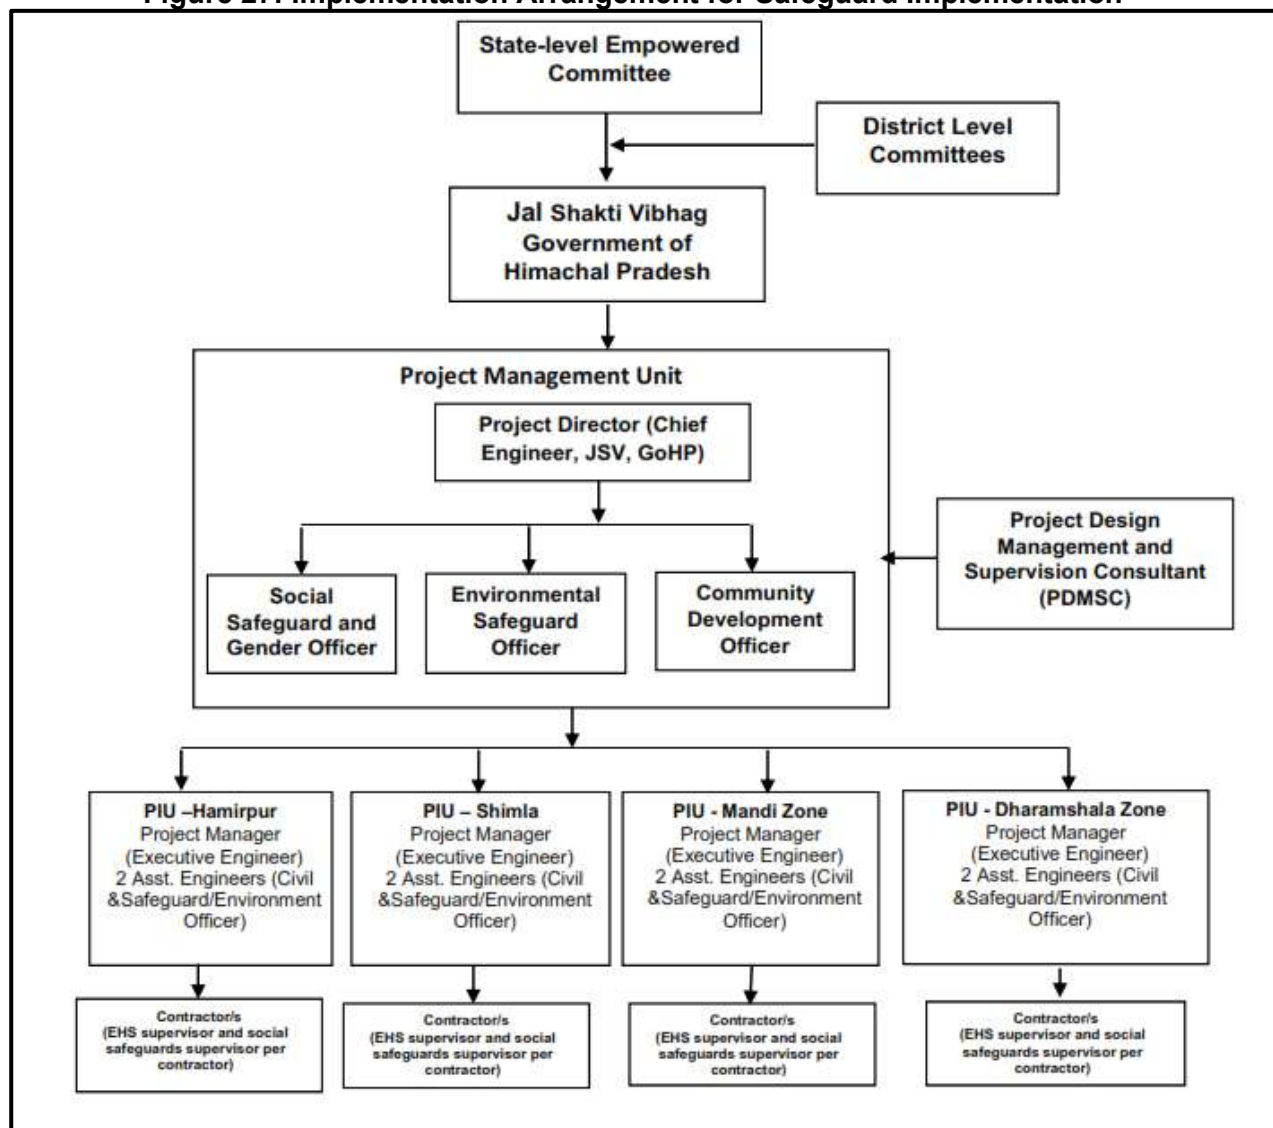 Figure 27: Implementation Arrangement for Safeguard Implementation
State-level Empowered
Committee
District Level
Committees
Jal Shakti Vibhag
Government of
Himachal Pradesh
Project Management Unit
Project Director (Chief
Engineer, JSV, GoHP)
Project Design
Management and
Supervision Consultant
(PDMSC)
Social
Safeguard and
Gender Officer
Environmental
Safeguard
Officer
Community
Development
Officer
PIU –Hamirpur
Project Manager
(Executive Engineer)
2 Asst. Engineers (Civil
&Safeguard/Environment
Officer)
PIU – Shimla
Project Manager
(Executive Engineer)
2 Asst. Engineers (Civil
&Safeguard/Environment
Officer)
PIU - Mandi Zone
Project Manager
(Executive Engineer)
2 Asst. Engineers (Civil
&Safeguard/Environment
Officer)
PIU - Dharamshala Zone
Project Manager
(Executive Engineer)
2 Asst. Engineers (Civil
&Safeguard/Environment
Officer)
Contractor/s
(EHS supervisor and social
safeguards supervisor per
contractor)
Contractor/s
(EHS supervisor and social
safeguards supervisor per
contractor)
Contractor/s
(EHS supervisor and social
safeguards supervisor per
contractor)
Contractor/s
(EHS supervisor and social
safeguards supervisor per
contractor)